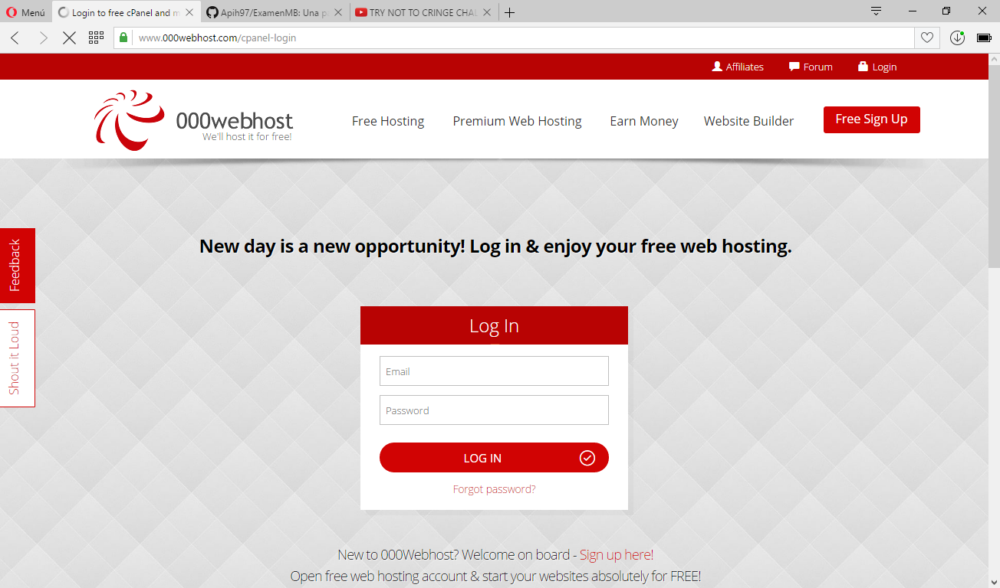 Menú
Login to free cPanel and m
Apih97/ExamenMB: Una p
TRY NOT TO CRINGE CHAL
www.000webhost.com/cpanel-login
Affiliates
Forum
Login
000webhost
We'll host it for free!
Free Hosting
Premium Web Hosting
Earn Money
Website Builder
Free Sign Up
New day is a new opportunity! Log in & enjoy your free web hosting.
Feedback
Shout it Loud
Log In
Email
Password
LOG IN
Forgot password?
New to 000Webhost? Welcome on board - Sign up here!
Open free web hosting account & start your websites absolutely for FREE!